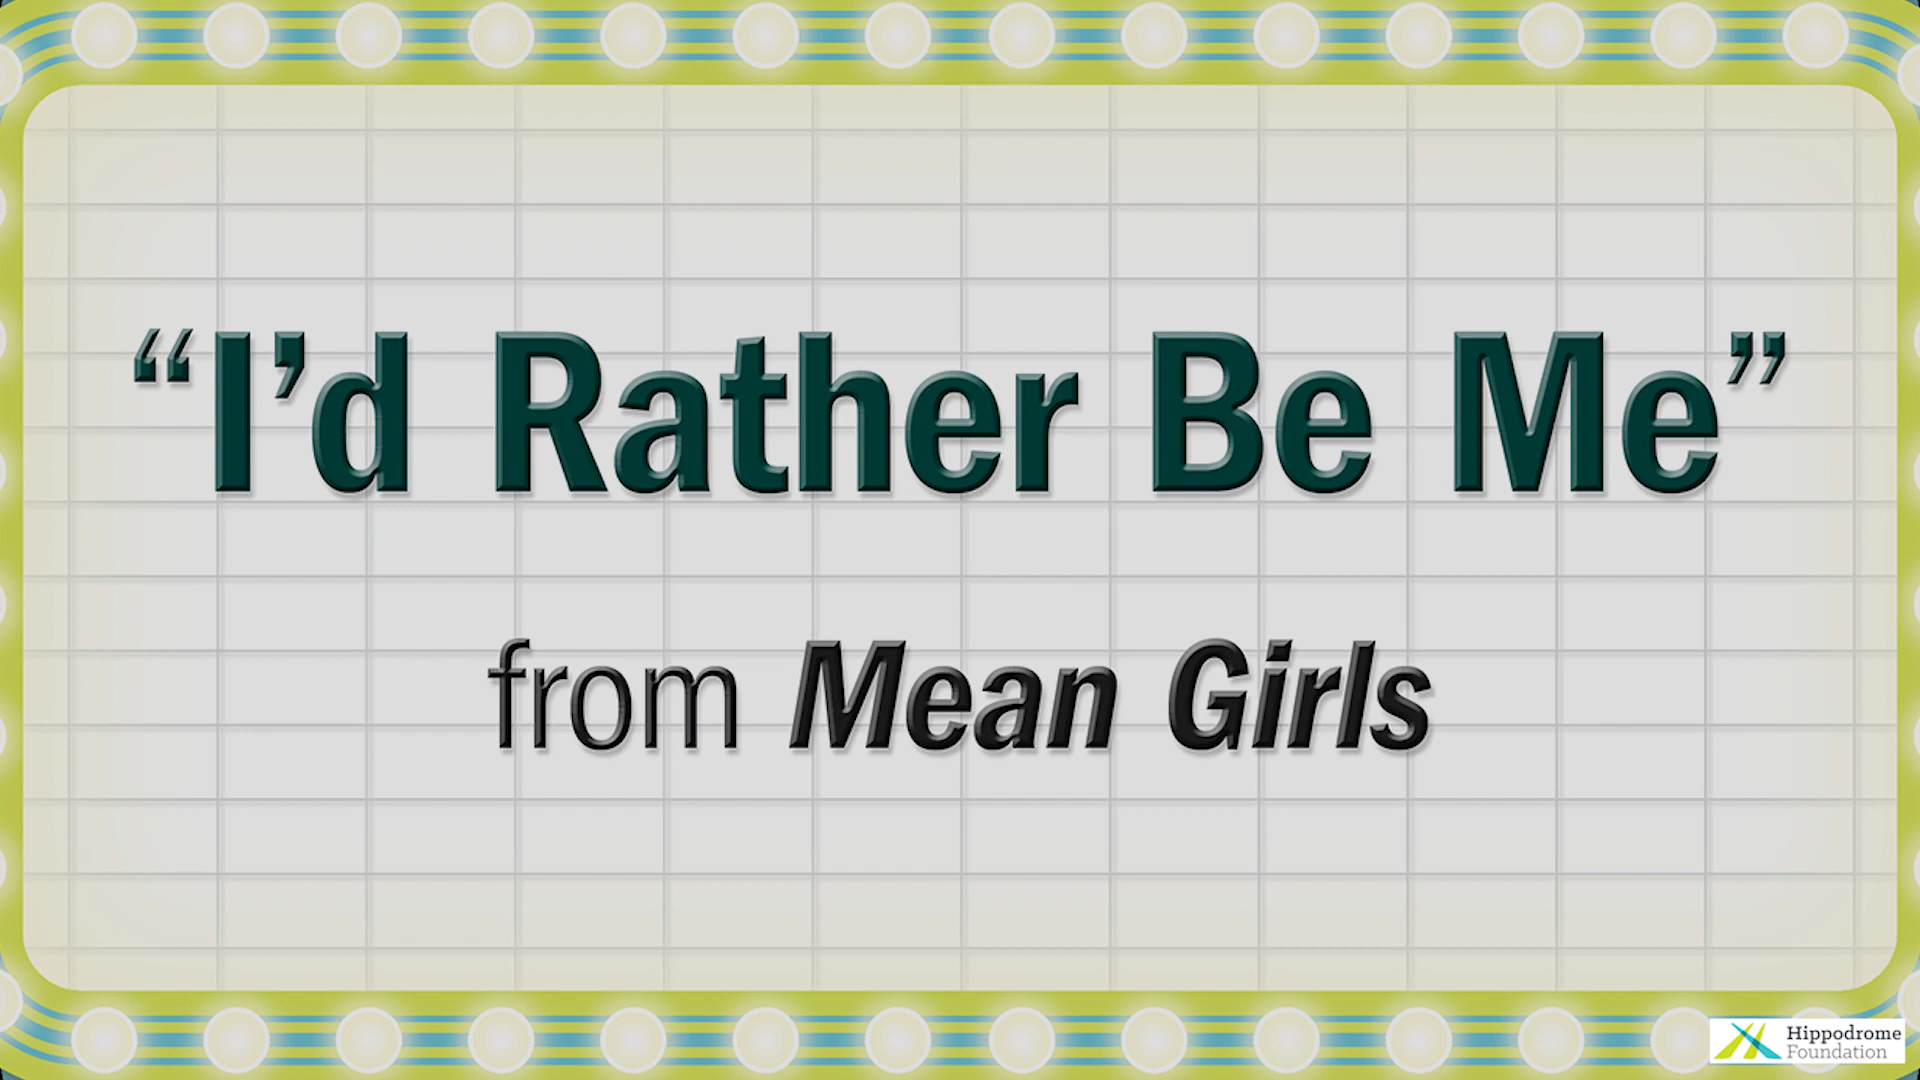 “I’d Rather Be Me”
from Mean Girls
Hippodrome
Foundation